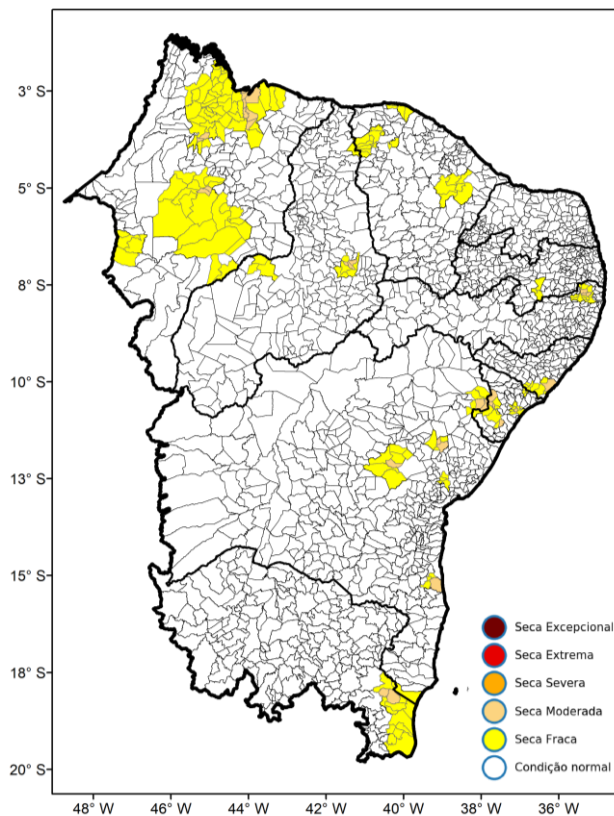 3° S
5° S
8° S
10° S
13° S
15° S
18° S
20° S
Seca Excepcional
Seca Extrema
Seca Severa
Seca Moderada
Seca Fraca
Condição normal
48° W 46° W 44° W 42° W 40° W 38° W 36° W